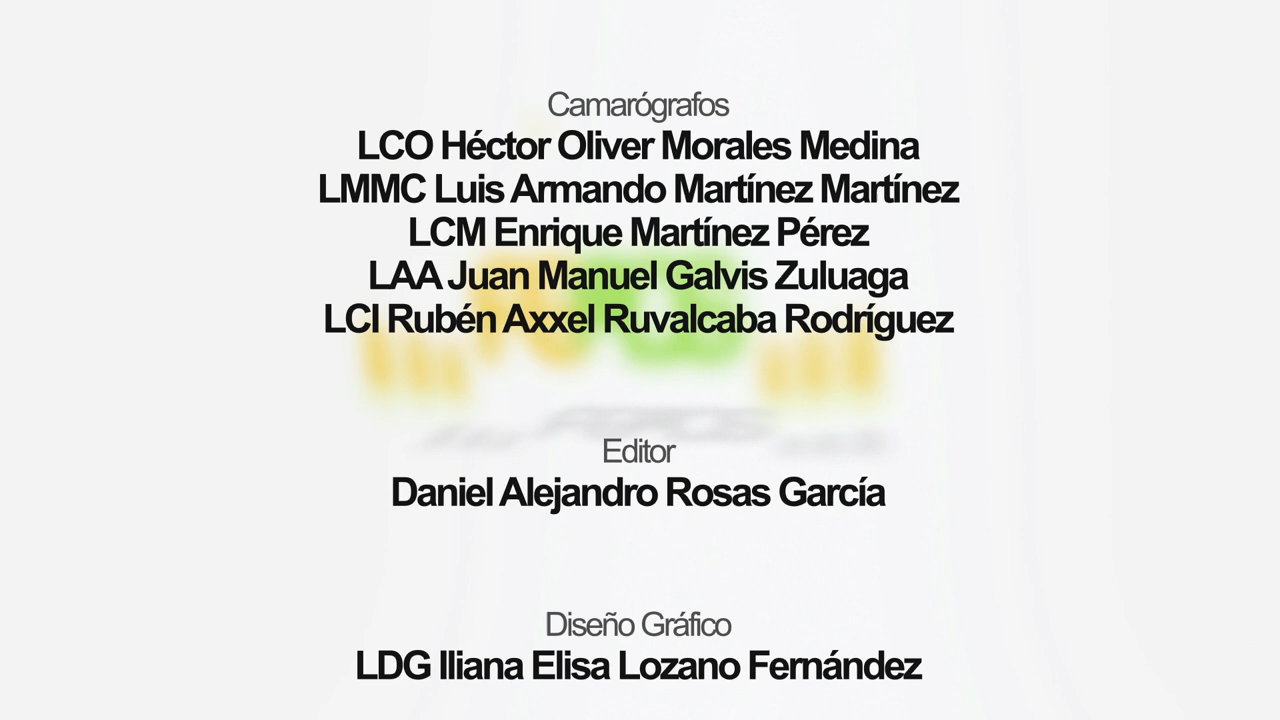 Camarógrafos
LCO Héctor Oliver Morales Medina
LMMC Luis Armando Martínez Martínez
LCM Enrique Martínez Pérez
LAA Juan Manuel Galvis Zuluaga
LCI Rubén Axxel Ruvalcaba Rodríguez
Editor
Daniel Alejandro Rosas García
Diseño Gráfico
LDG Iliana Elisa Lozano Fernández